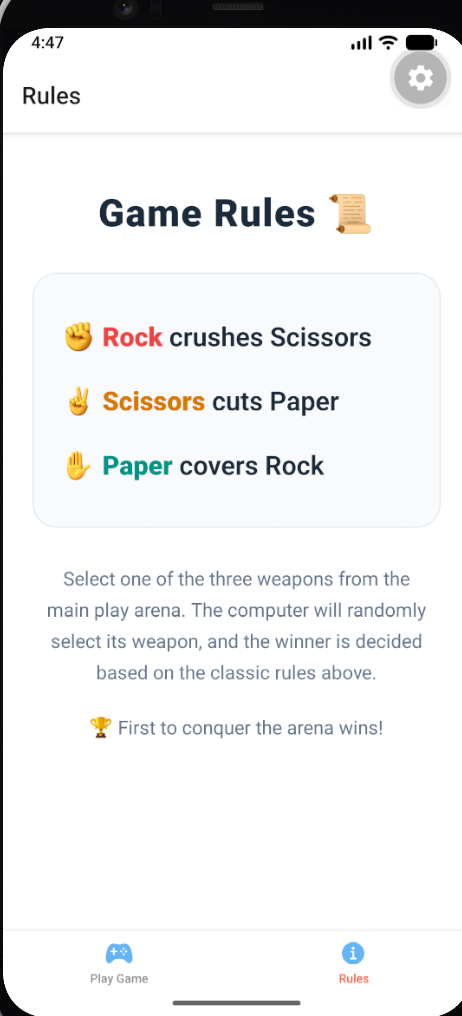 4:47
Rules
Game Rules 📜
✊ Rock crushes Scissors
✌️ Scissors cuts Paper
✋ Paper covers Rock
Select one of the three weapons from the
main play arena. The computer will randomly
select its weapon, and the winner is decided
based on the classic rules above.
🏆 First to conquer the arena wins!
Play Game
Rules